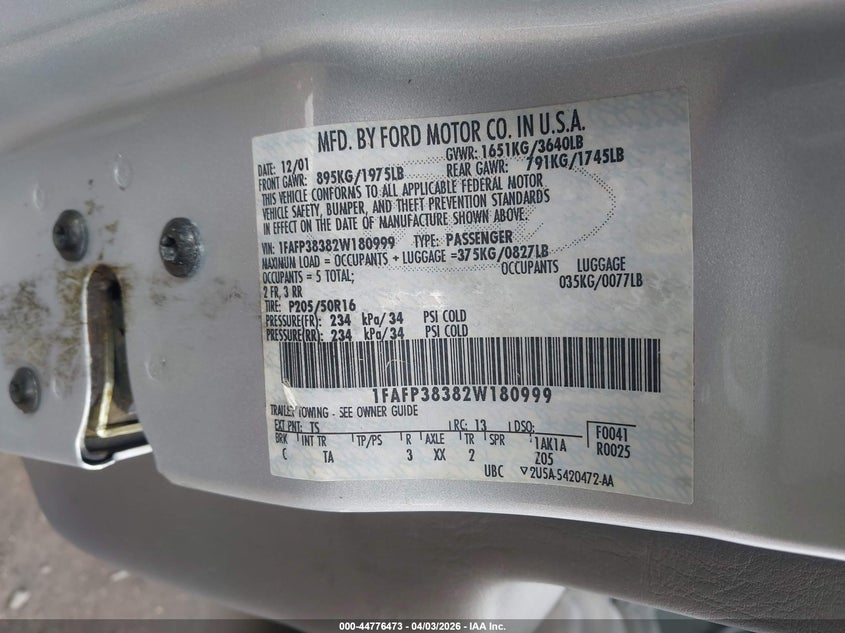 MFD. BY FORD MOTOR CO. IN U.S.A.
DATE: 12/01 GVWR: 1651KG/3640LB
FRONT GAWR: 895KG/1975LB REAR GAWR: 791KG/1745LB
THIS VEHICLE CONFORMS TO ALL APPLICABLE FEDERAL MOTOR
VEHICLE SAFETY, BUMPER, AND THEFT PREVENTION STANDARDS
IN EFFECT ON THE DATE OF MANUFACTURE SHOWN ABOVE.
VIN: 1FAFP38382W180999 TYPE: PASSENGER
MAXIMUM LOAD = OCCUPANTS + LUGGAGE =375KG/0827LB
OCCUPANTS = 5 TOTAL; OCCUPANTS LUGGAGE
2 FR, 3 RR 035KG/0077LB
TIRE: P205/50R16
PRESSURE(FR): 234 kPa/34 PSI COLD
PRESSURE(RR): 234 kPa/34 PSI COLD
1FAFP38382W180999
TRAILER TOWING - SEE OWNER GUIDE
EXT PNT: TS RC: 13 DSO: F0041
BRK INT TR TP/PS R AXLE TR SPR 1AK1A R0025
C TA 3 XX 2 Z05
UBC 2U5A-5420472-AA
000-44776473 - 04/03/2026 - IAA Inc.